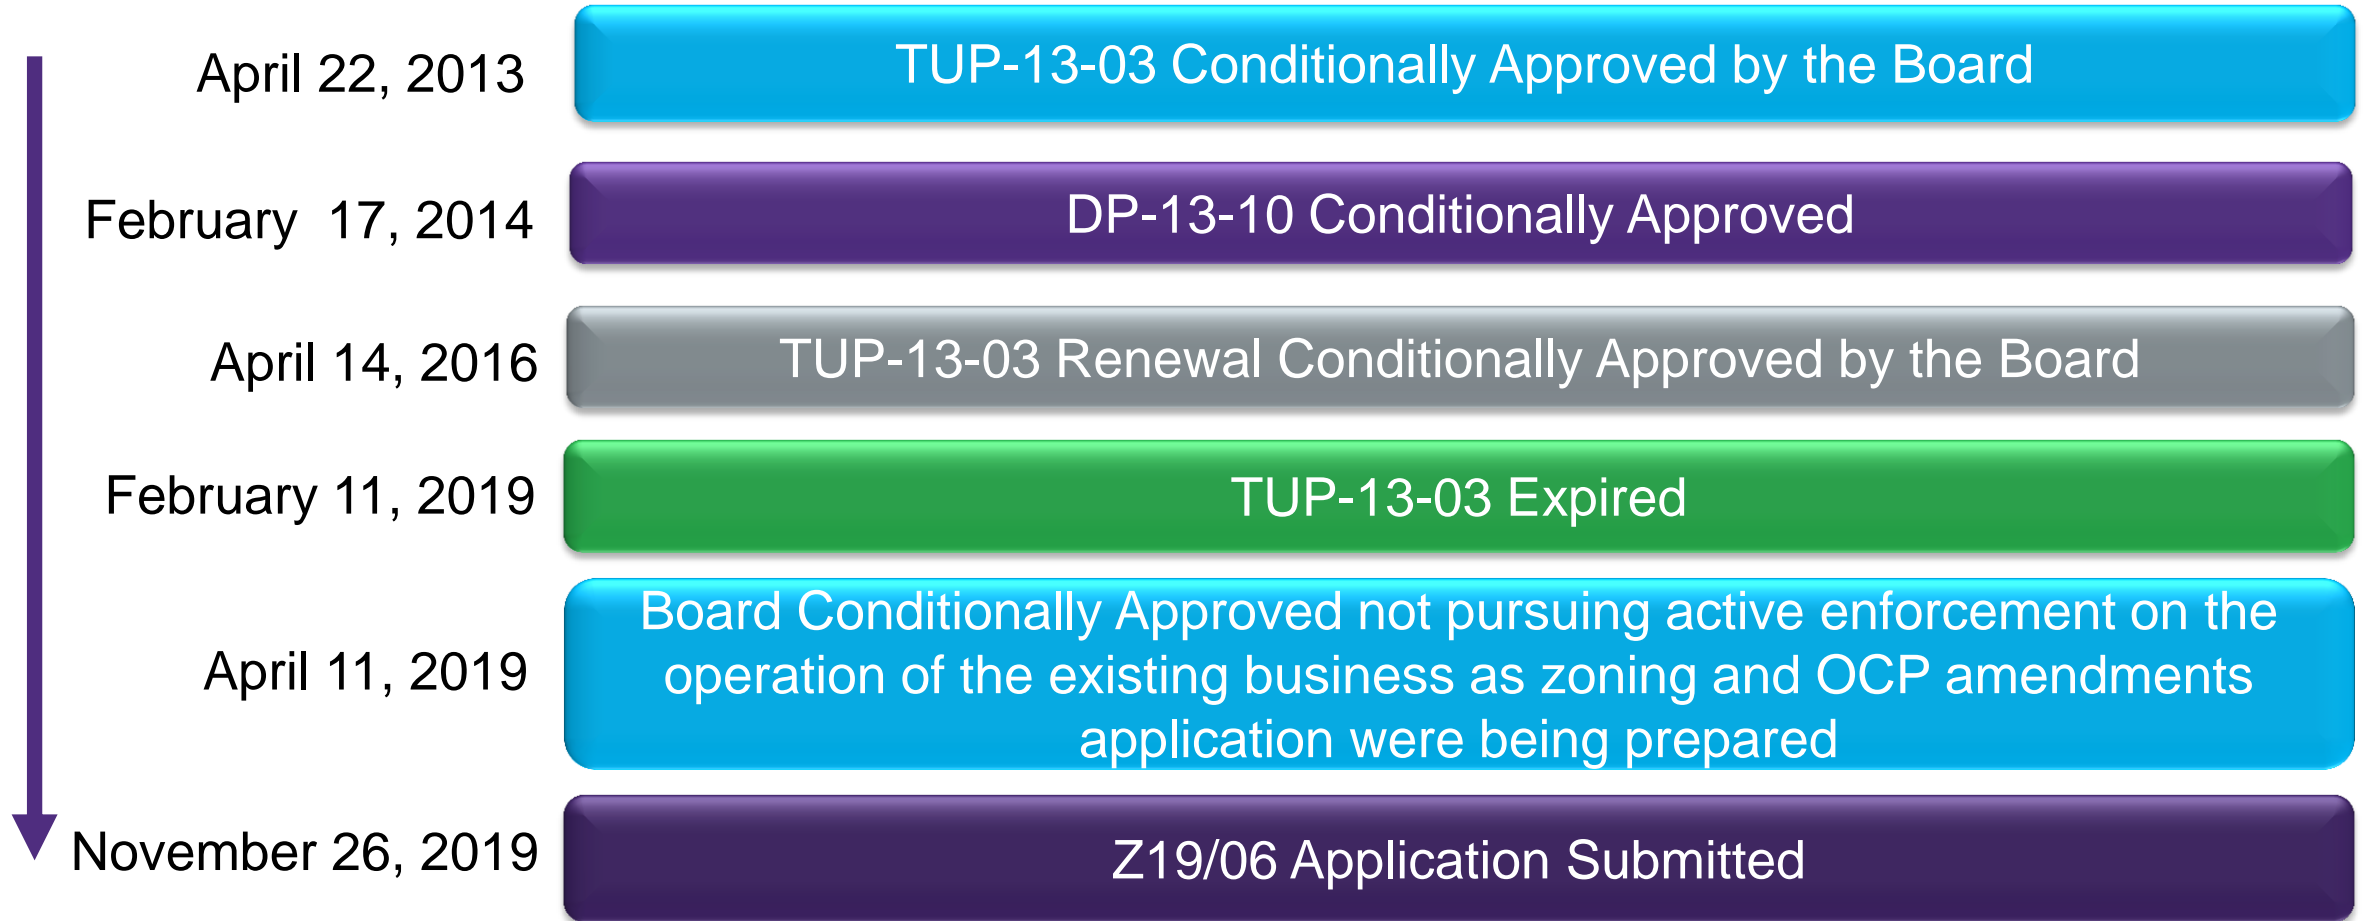 April 22, 2013
TUP-13-03 Conditionally Approved by the Board
February  17, 2014
DP-13-10 Conditionally Approved
April 14, 2016
TUP-13-03 Renewal Conditionally Approved by the Board
February 11, 2019
TUP-13-03 Expired
April 11, 2019
Board Conditionally Approved not pursuing active enforcement on the
operation of the existing business as zoning and OCP amendments
application were being prepared
November 26, 2019
Z19/06 Application Submitted